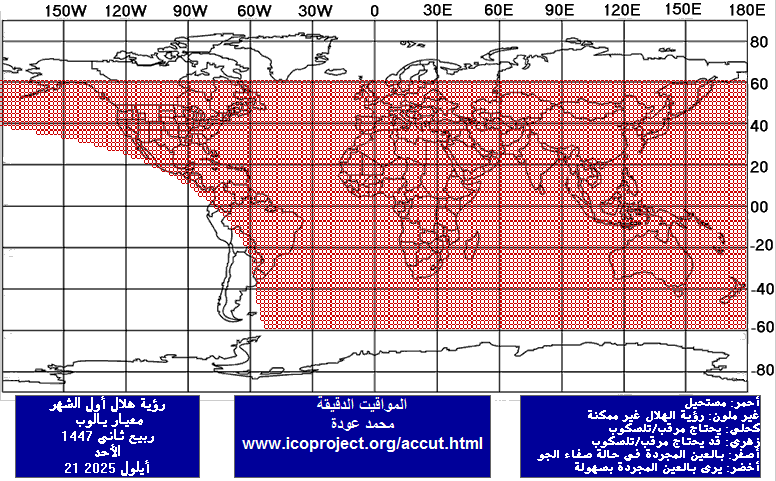 150W 120W 90W 60W 30W 0 30E 60E 90E 120E 150E 180E
80
60
40
20
00
-20
-40
-60
-80
رؤية هلال أول الشهر
معيار يالوب
ربيع ثاني 1447
الأحد
21 أيلول 2025
المواقيت الدقيقة
محمد عودة
www.icoproject.org/accut.html
أحمر: مستحيل
غير ملون: رؤية الهلال غير ممكنة
كحلي: يحتاج مرقب/تلسكوب
زهري: قد يحتاج مرقب/تلسكوب
أصفر: بالعين المجردة في حالة صفاء الجو
أخضر: يرى بالعين المجردة بسهولة